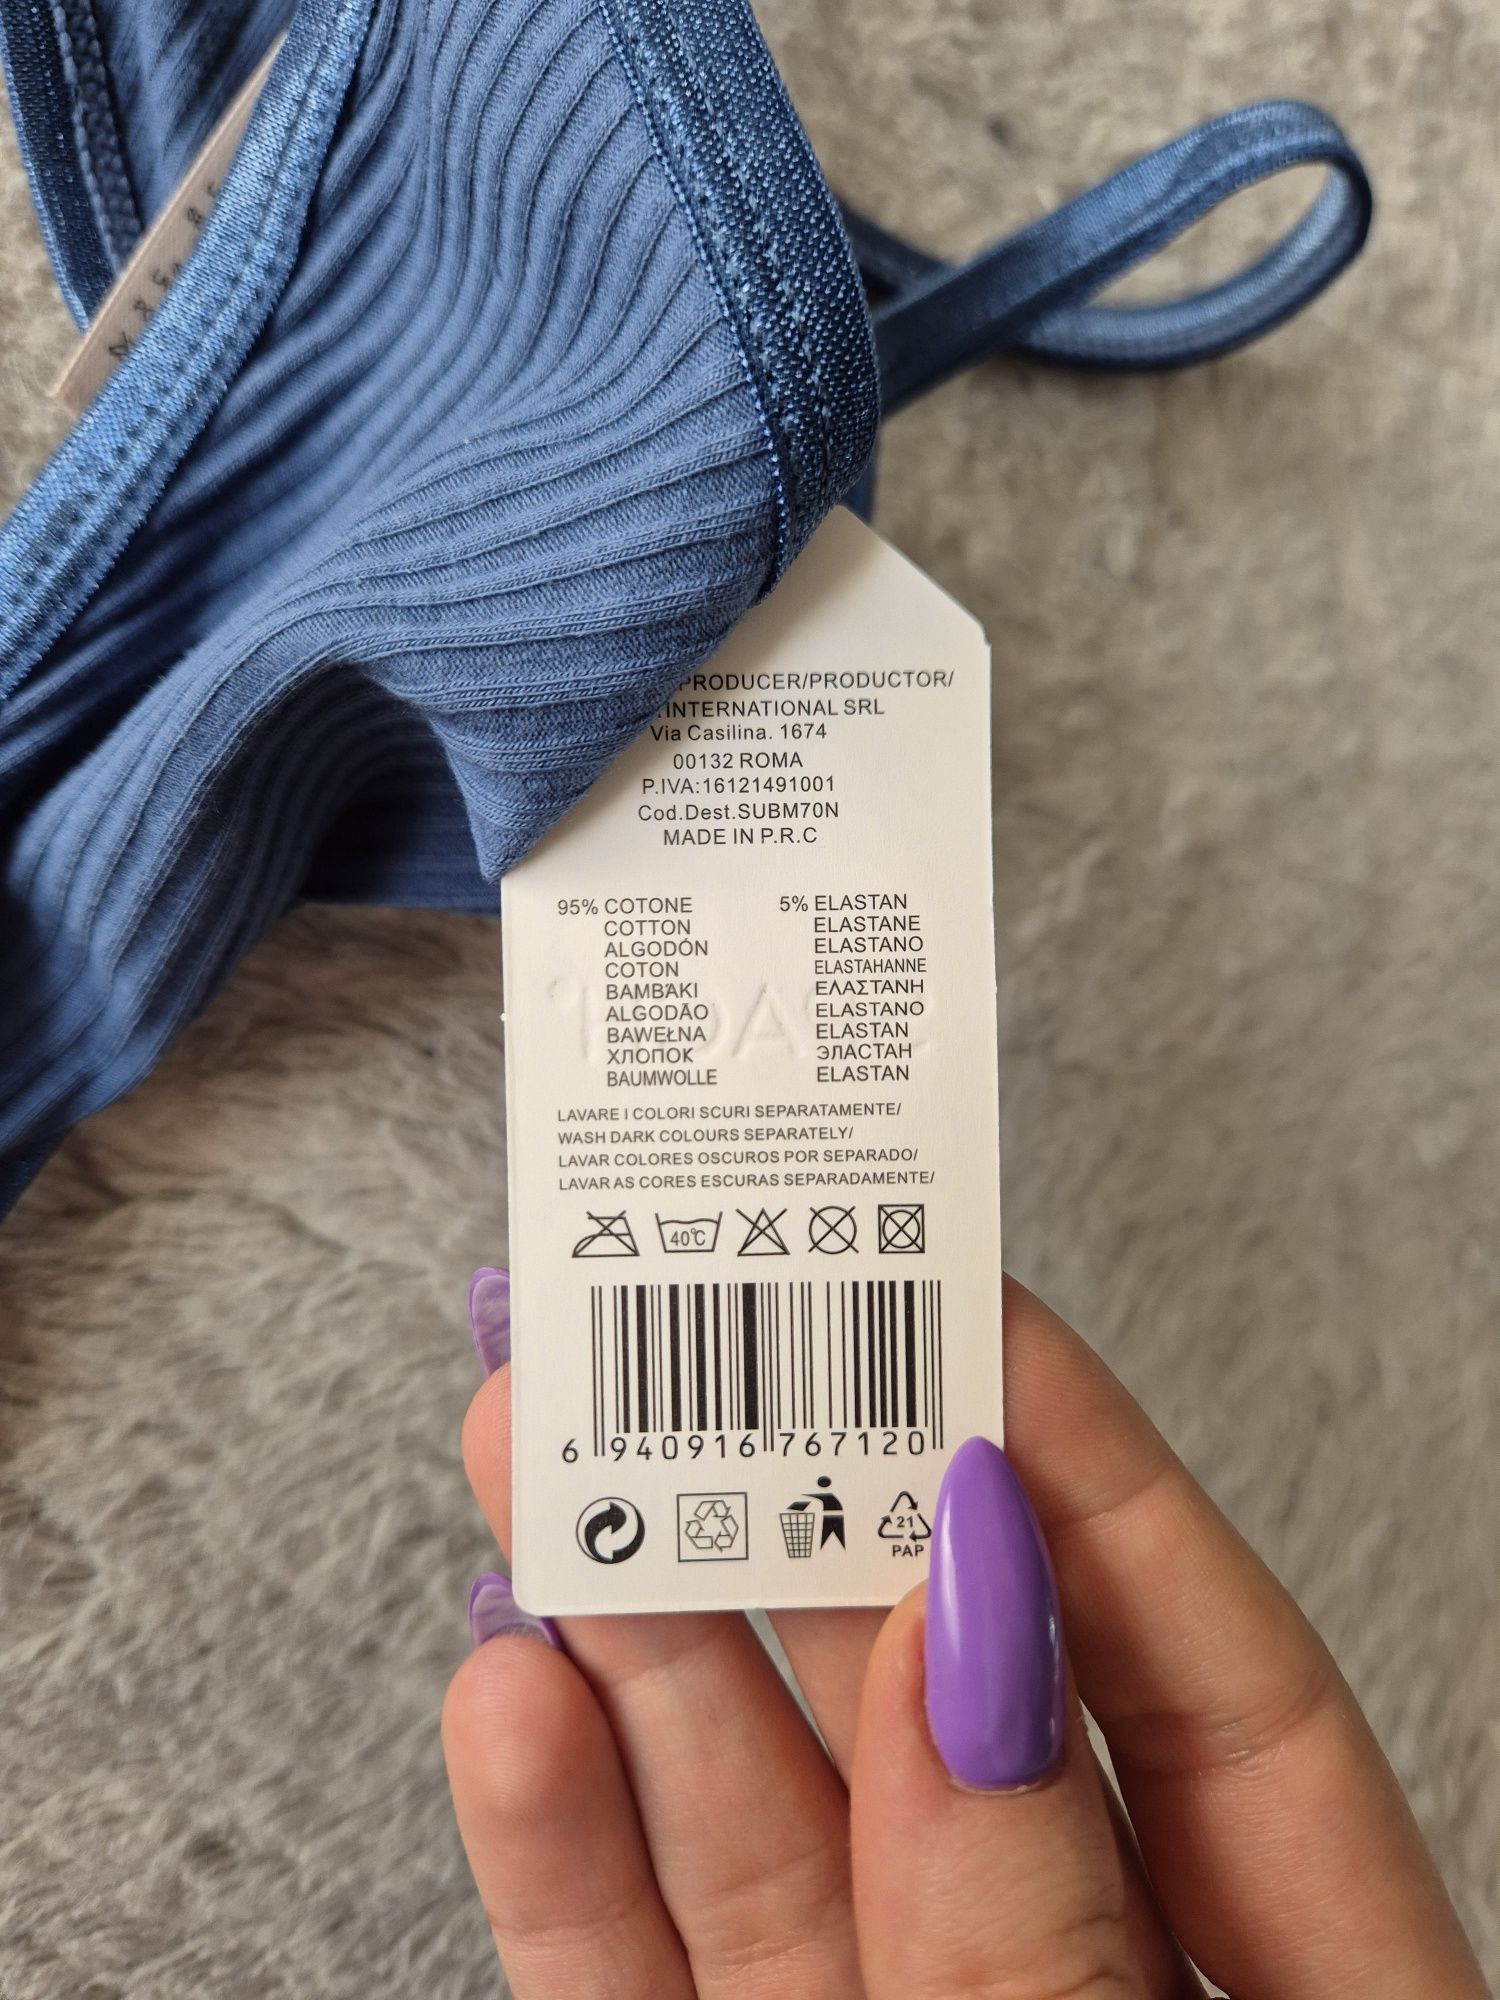 PRODUCER/PRODUCTOR/
INTERNATIONAL SRL
Via Casilina. 1674
00132 ROMA
P.IVA:16121491001
Cod.Dest.SUBM70N
MADE IN P.R.C
95% COTONE 5% ELASTAN
COTTON ELASTANE
ALGODÓN ELASTANO
COTON ELASTAHANNE
ΒΑΜΒΆΚΙ ΕΛΑΣΤΑΝΗ
ALGODÃO ELASTANO
BAWEŁNA ELASTAN
ХЛОПОК ЭЛАСТАН
BAUMWOLLE ELASTAN
LAVARE I COLORI SCURI SEPARATAMENTE/
WASH DARK COLOURS SEPARATELY/
LAVAR COLORES OSCUROS POR SEPARADO/
LAVAR AS CORES ESCURAS SEPARADAMENTE/
40℃
6 940916 767120
21
PAP